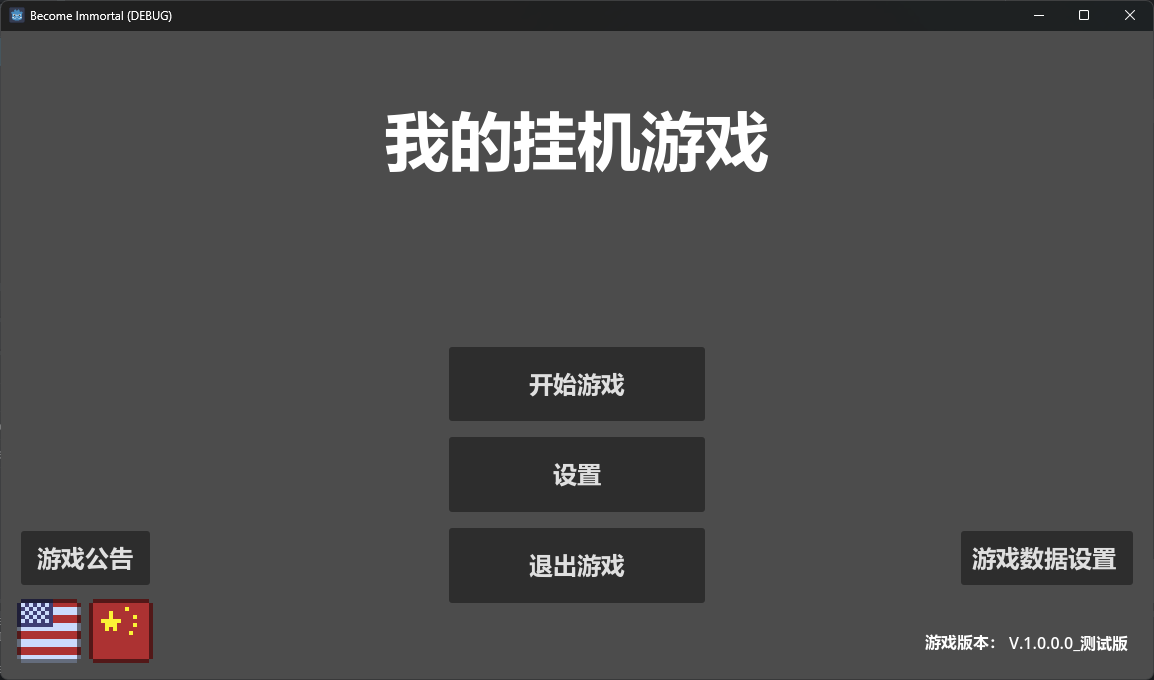 Become Immortal (DEBUG)
我的挂机游戏
开始游戏
设置
退出游戏
游戏公告
游戏数据设置
游戏版本： V.1.0.0.0_测试版